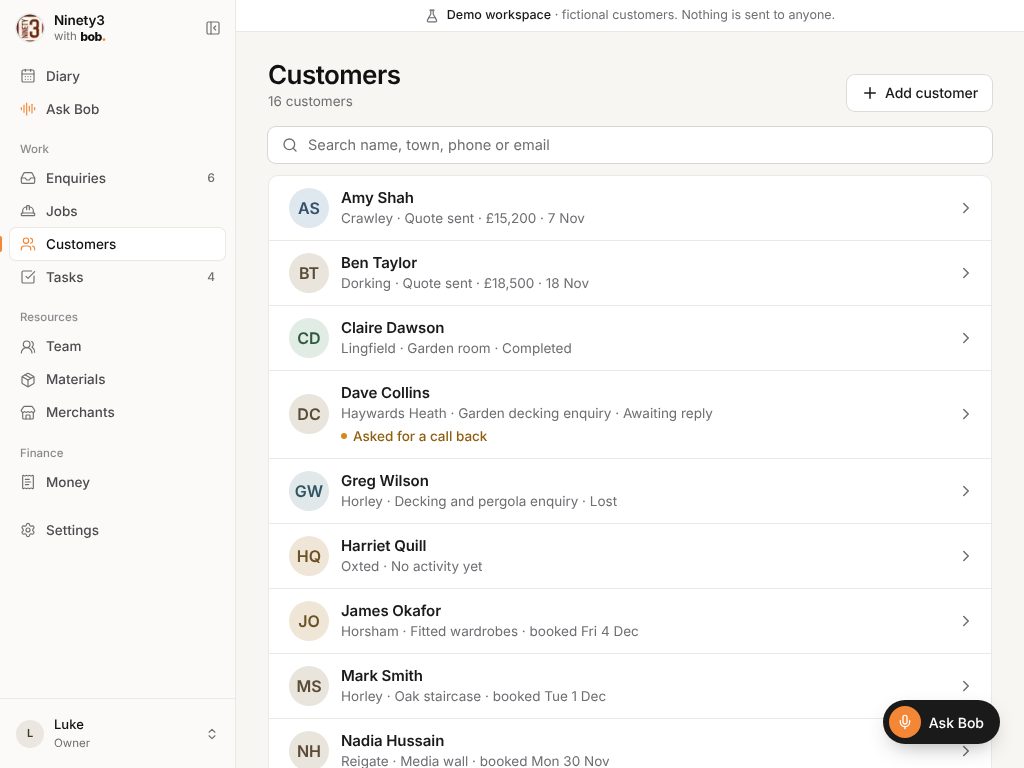 Ninety3
with bob.
Diary
Ask Bob
Work
Enquiries 6
Jobs
Customers
Tasks 4
Resources
Team
Materials
Merchants
Finance
Money
Settings
L
Luke
Owner
Demo workspace · fictional customers. Nothing is sent to anyone.
Customers
16 customers
Add customer
Search name, town, phone or email
AS
Amy Shah
Crawley · Quote sent · £15,200 · 7 Nov
BT
Ben Taylor
Dorking · Quote sent · £18,500 · 18 Nov
CD
Claire Dawson
Lingfield · Garden room · Completed
DC
Dave Collins
Haywards Heath · Garden decking enquiry · Awaiting reply
Asked for a call back
GW
Greg Wilson
Horley · Decking and pergola enquiry · Lost
HQ
Harriet Quill
Oxted · No activity yet
JO
James Okafor
Horsham · Fitted wardrobes · booked Fri 4 Dec
MS
Mark Smith
Horley · Oak staircase · booked Tue 1 Dec
NH
Nadia Hussain
Reigate · Media wall · booked Mon 30 Nov
Ask Bob